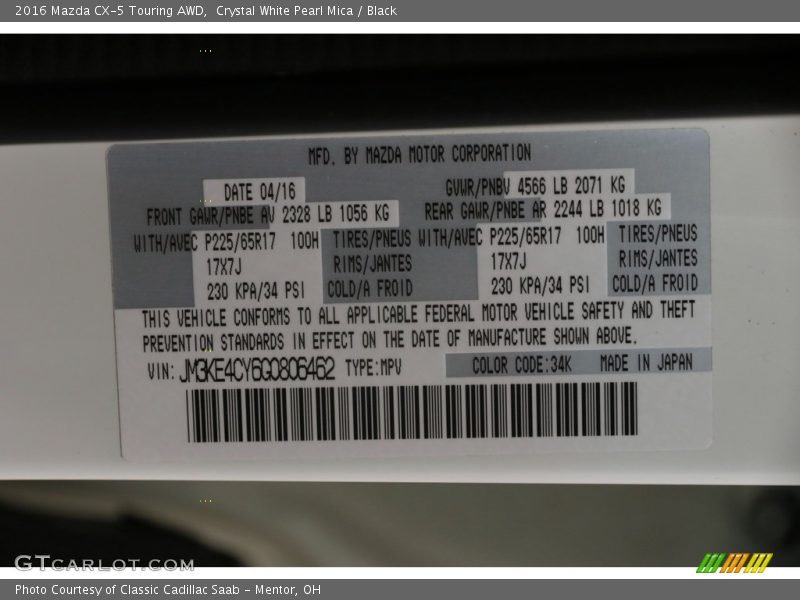 2016 Mazda CX-5 Touring AWD, Crystal White Pearl Mica / Black
MFD. BY MAZDA MOTOR CORPORATION
DATE 04/16 GVWR/PNBV 4566 LB 2071 KG
FRONT GAWR/PNBE AV 2328 LB 1056 KG REAR GAWR/PNBE AR 2244 LB 1018 KG
WITH/AVEC P225/65R17 100H TIRES/PNEUS WITH/AVEC P225/65R17 100H TIRES/PNEUS
17X7J RIMS/JANTES 17X7J RIMS/JANTES
230 KPA/34 PSI COLD/A FROID 230 KPA/34 PSI COLD/A FROID
THIS VEHICLE CONFORMS TO ALL APPLICABLE FEDERAL MOTOR VEHICLE SAFETY AND THEFT
PREVENTION STANDARDS IN EFFECT ON THE DATE OF MANUFACTURE SHOWN ABOVE.
VIN: JM3KE4CY6G0806462 TYPE:MPV COLOR CODE:34K MADE IN JAPAN
GTCARLOT.COM
Photo Courtesy of Classic Cadillac Saab - Mentor, OH